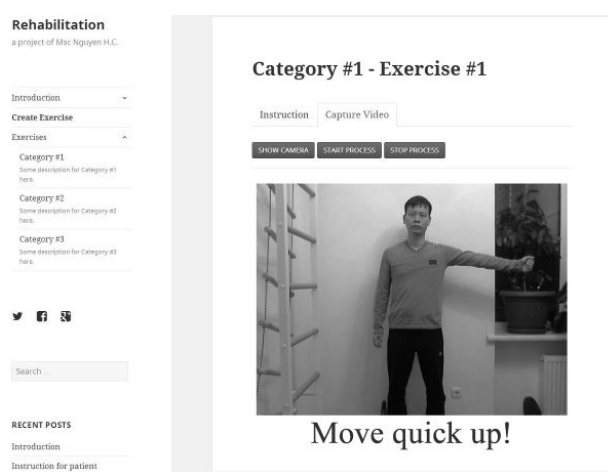 Rehabilitation
a project of Msc Nguyen H.C.
Introduction
Create Exercise
Exercises
Category #1
Some description for Category #1
here.
Category #2
Some description for Category #2
here.
Category #3
Some description for Category #3
here.
Search ...
RECENT POSTS
Introduction
Instruction for patient
Category #1 - Exercise #1
Instruction
Capture Video
SHOW CAMERA
START PROCESS
STOP PROCESS
Move quick up!